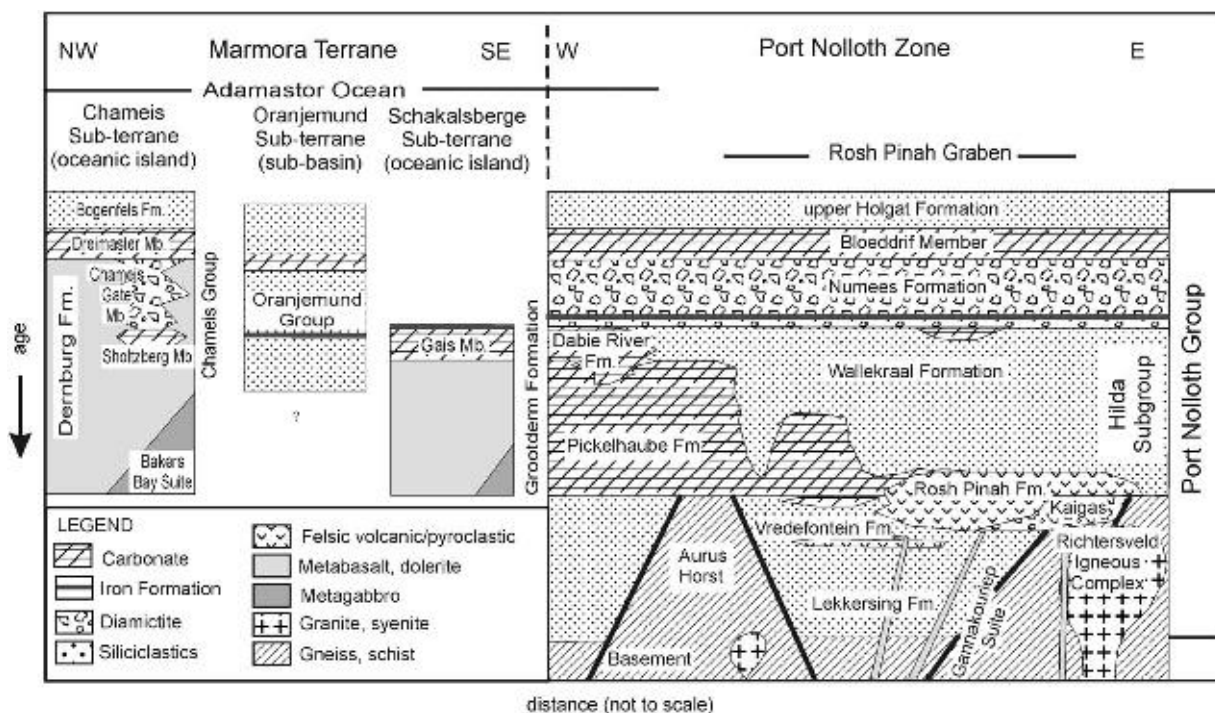 NW
Marmora Terrane
SE
W
Port Nolloth Zone
E
Adamastor Ocean
Chameis
Sub-terrane
(oceanic island)
Oranjemund
Sub-terrane
(sub-basin)
Schakalsberge
Sub-terrane
(oceanic island)
Rosh Pinah Graben
age
Bogenfels Fm.
Dreimaster Mb.
Chameis
Gate
Mb
Sholtzberg Mb
Dernburg Fm.
Bakers
Bay Suite
Chameis Group
Oranjemund
Group
?
Gais Mb.
Grootderm Formation
upper Holgat Formation
Bloeddrif Member
Numees Formation
Dabie River
Fm.
Wallekraal Formation
Pickelhaube Fm.
Rosh Pinah Fm.
Kaigas
Vredefontein Fm.
Richtersveld
Igneous
Complex
Aurus
Horst
Lekkersing Fm.
Gannakouriep
Suite
Basement
Hilda
Subgroup
Port Nolloth Group
LEGEND
Carbonate
Iron Formation
Diamictite
Siliciclastics
Felsic volcanic/pyroclastic
Metabasalt, dolerite
Metagabbro
Granite, syenite
Gneiss, schist
distance (not to scale)